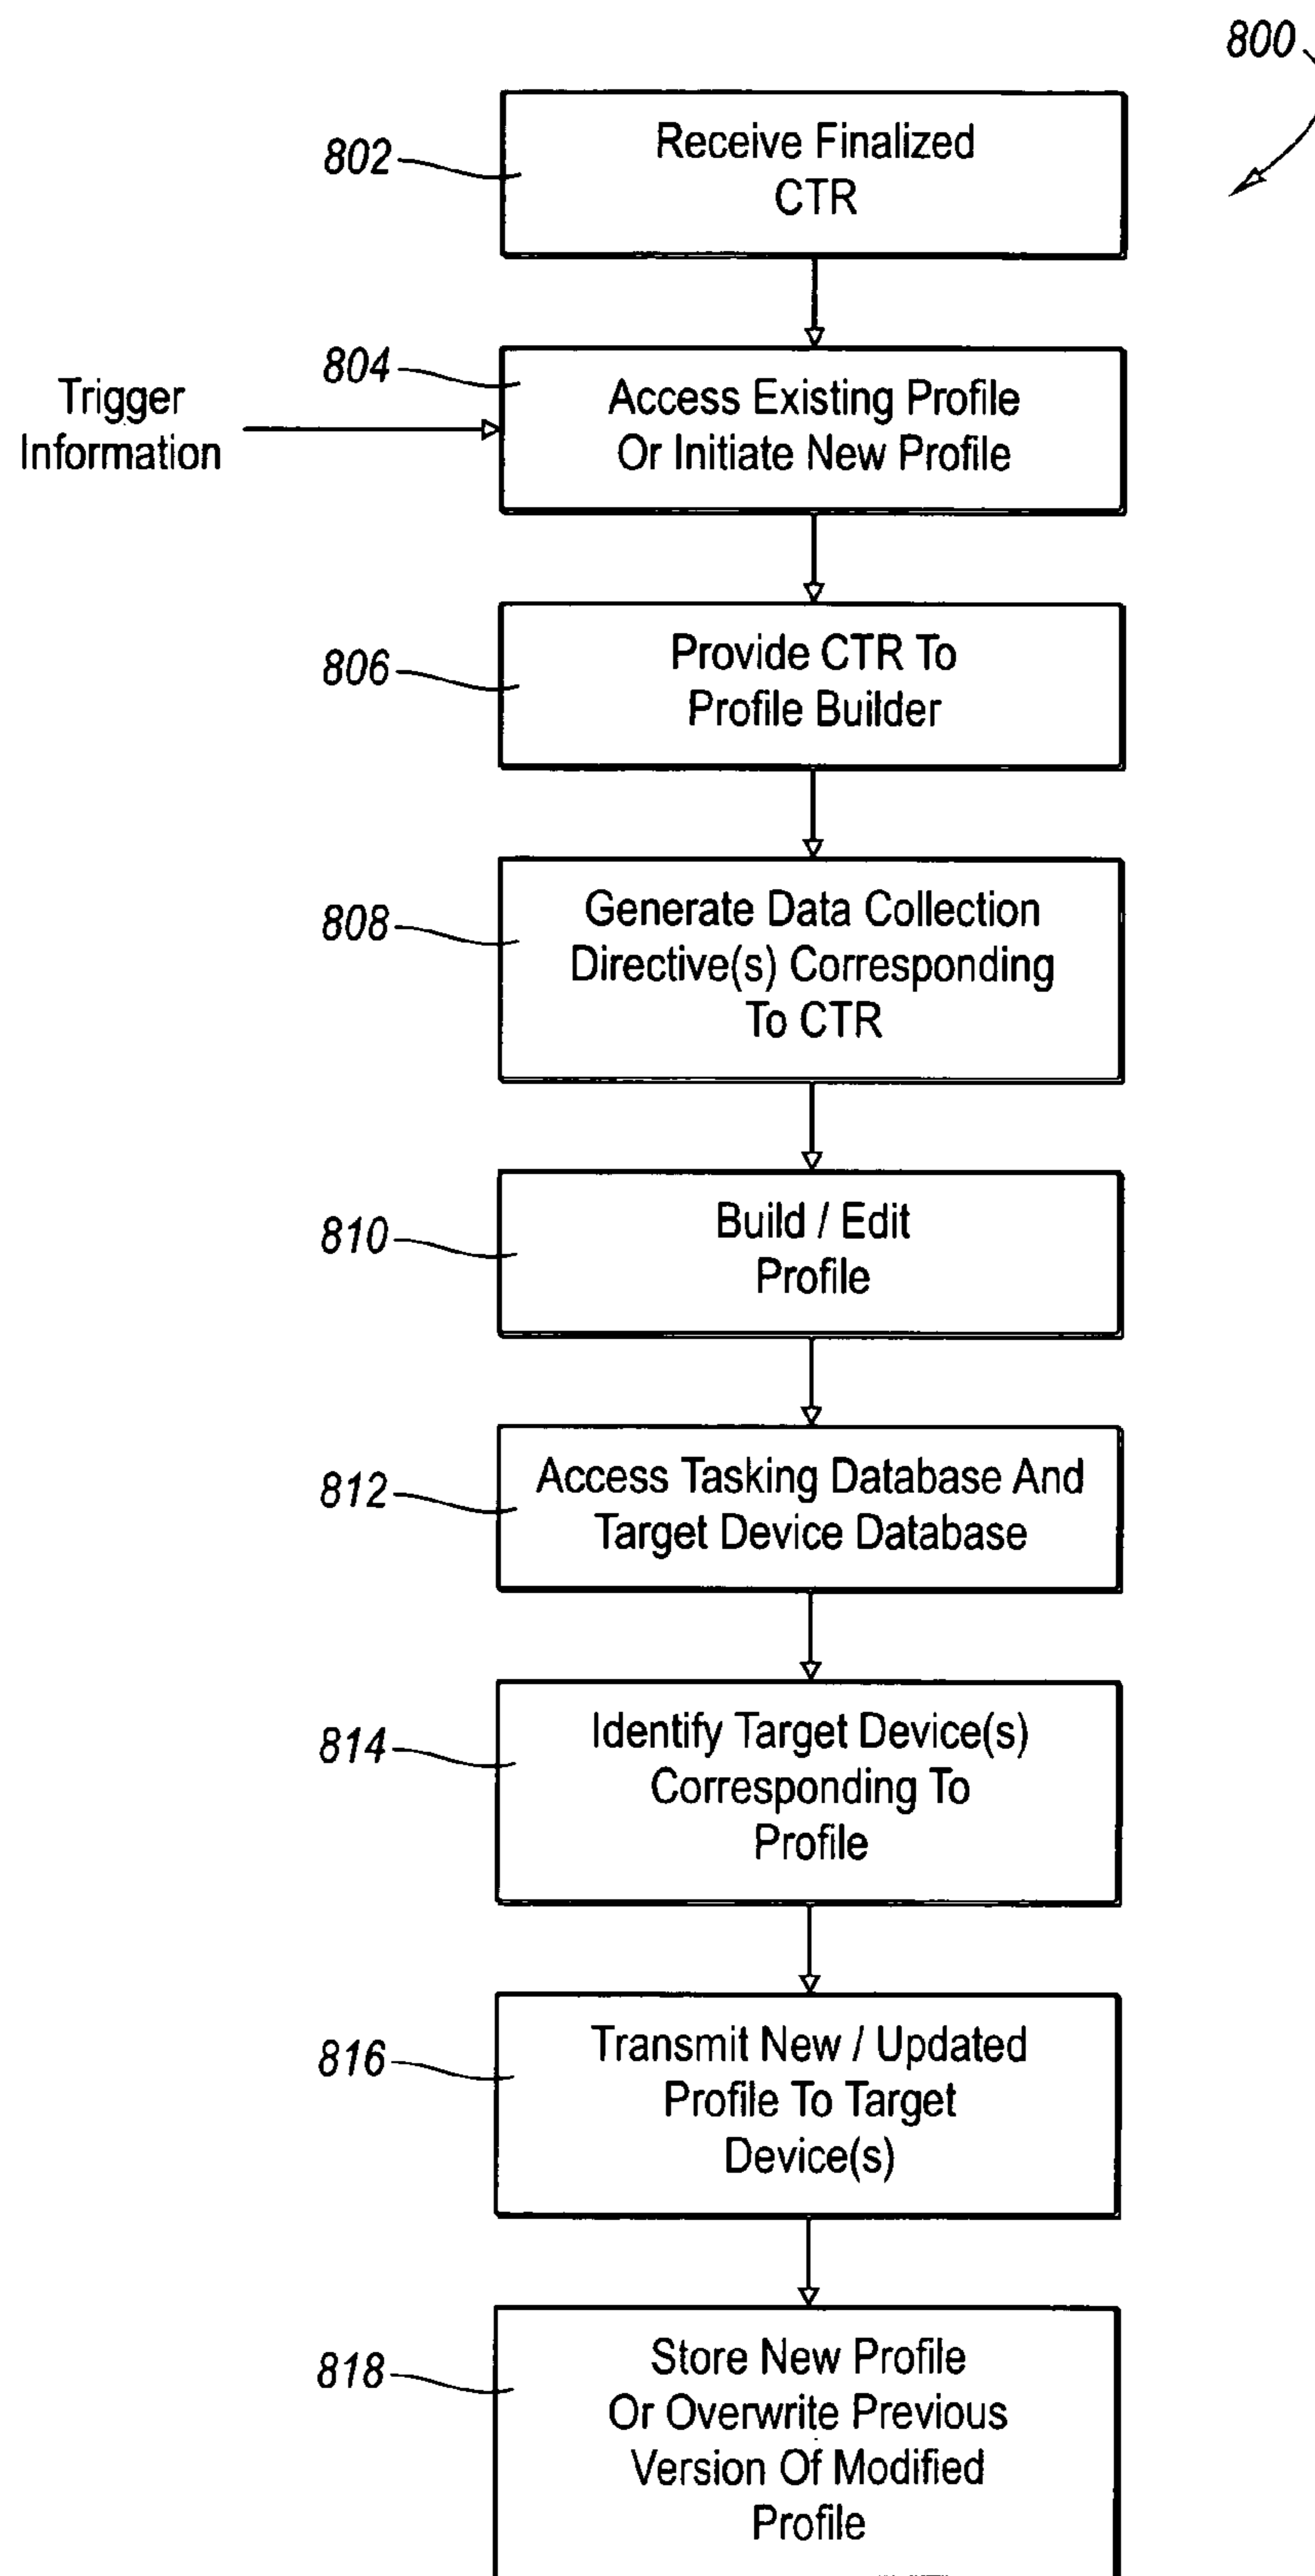 800
802
Receive Finalized
CTR
804
Trigger
Information
Access Existing Profile
Or Initiate New Profile
806
Provide CTR To
Profile Builder
808
Generate Data Collection
Directive(s) Corresponding
To CTR
810
Build / Edit
Profile
812
Access Tasking Database And
Target Device Database
814
Identify Target Device(s)
Corresponding To
Profile
816
Transmit New / Updated
Profile To Target
Device(s)
818
Store New Profile
Or Overwrite Previous
Version Of Modified
Profile